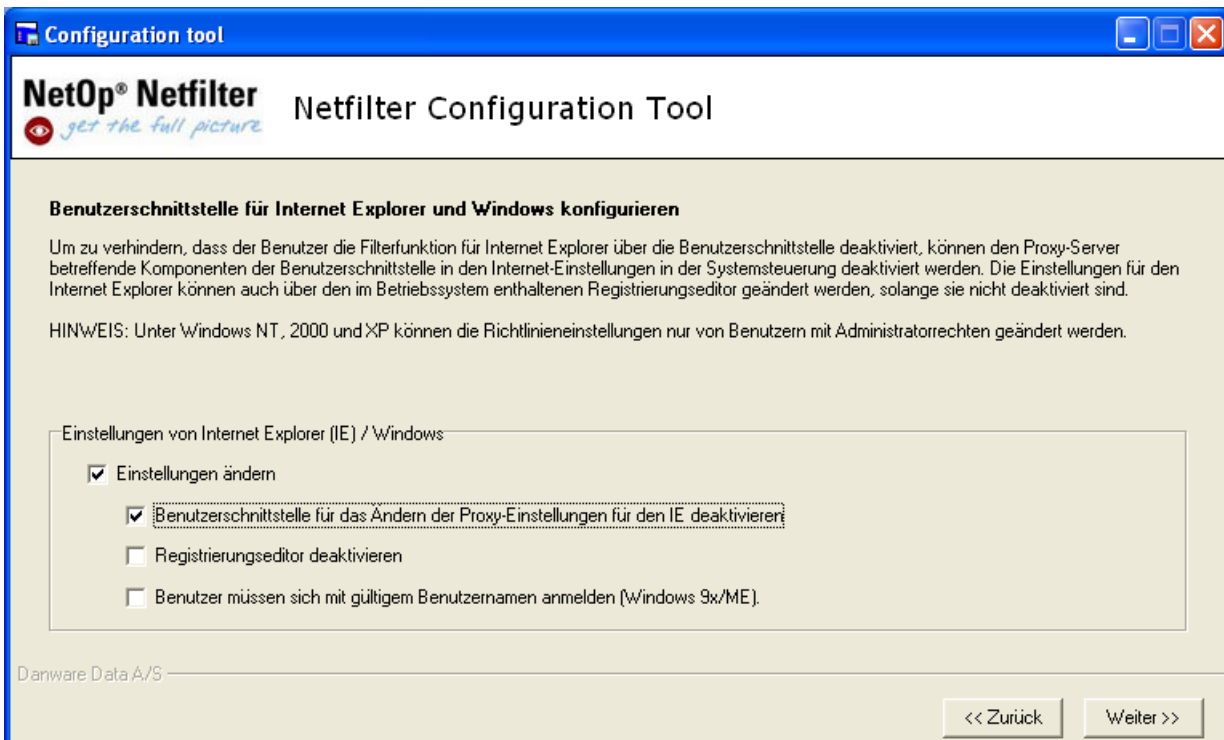 Configuration tool
NetOp® Netfilter
get the full picture
Netfilter Configuration Tool
Benutzerschnittstelle für Internet Explorer und Windows konfigurieren
Um zu verhindern, dass der Benutzer die Filterfunktion für Internet Explorer über die Benutzerschnittstelle deaktiviert, können den Proxy-Server
betreffende Komponenten der Benutzerschnittstelle in den Internet-Einstellungen in der Systemsteuerung deaktiviert werden. Die Einstellungen für den
Internet Explorer können auch über den im Betriebssystem enthaltenen Registrierungseditor geändert werden, solange sie nicht deaktiviert sind.
HINWEIS: Unter Windows NT, 2000 und XP können die Richtlinieneinstellungen nur von Benutzern mit Administratorrechten geändert werden.
Einstellungen von Internet Explorer (IE) / Windows
Einstellungen ändern
Benutzerschnittstelle für das Ändern der Proxy-Einstellungen für den IE deaktivieren
Registrierungseditor deaktivieren
Benutzer müssen sich mit gültigem Benutzernamen anmelden (Windows 9x/ME).
Danware Data A/S
<< Zurück
Weiter >>